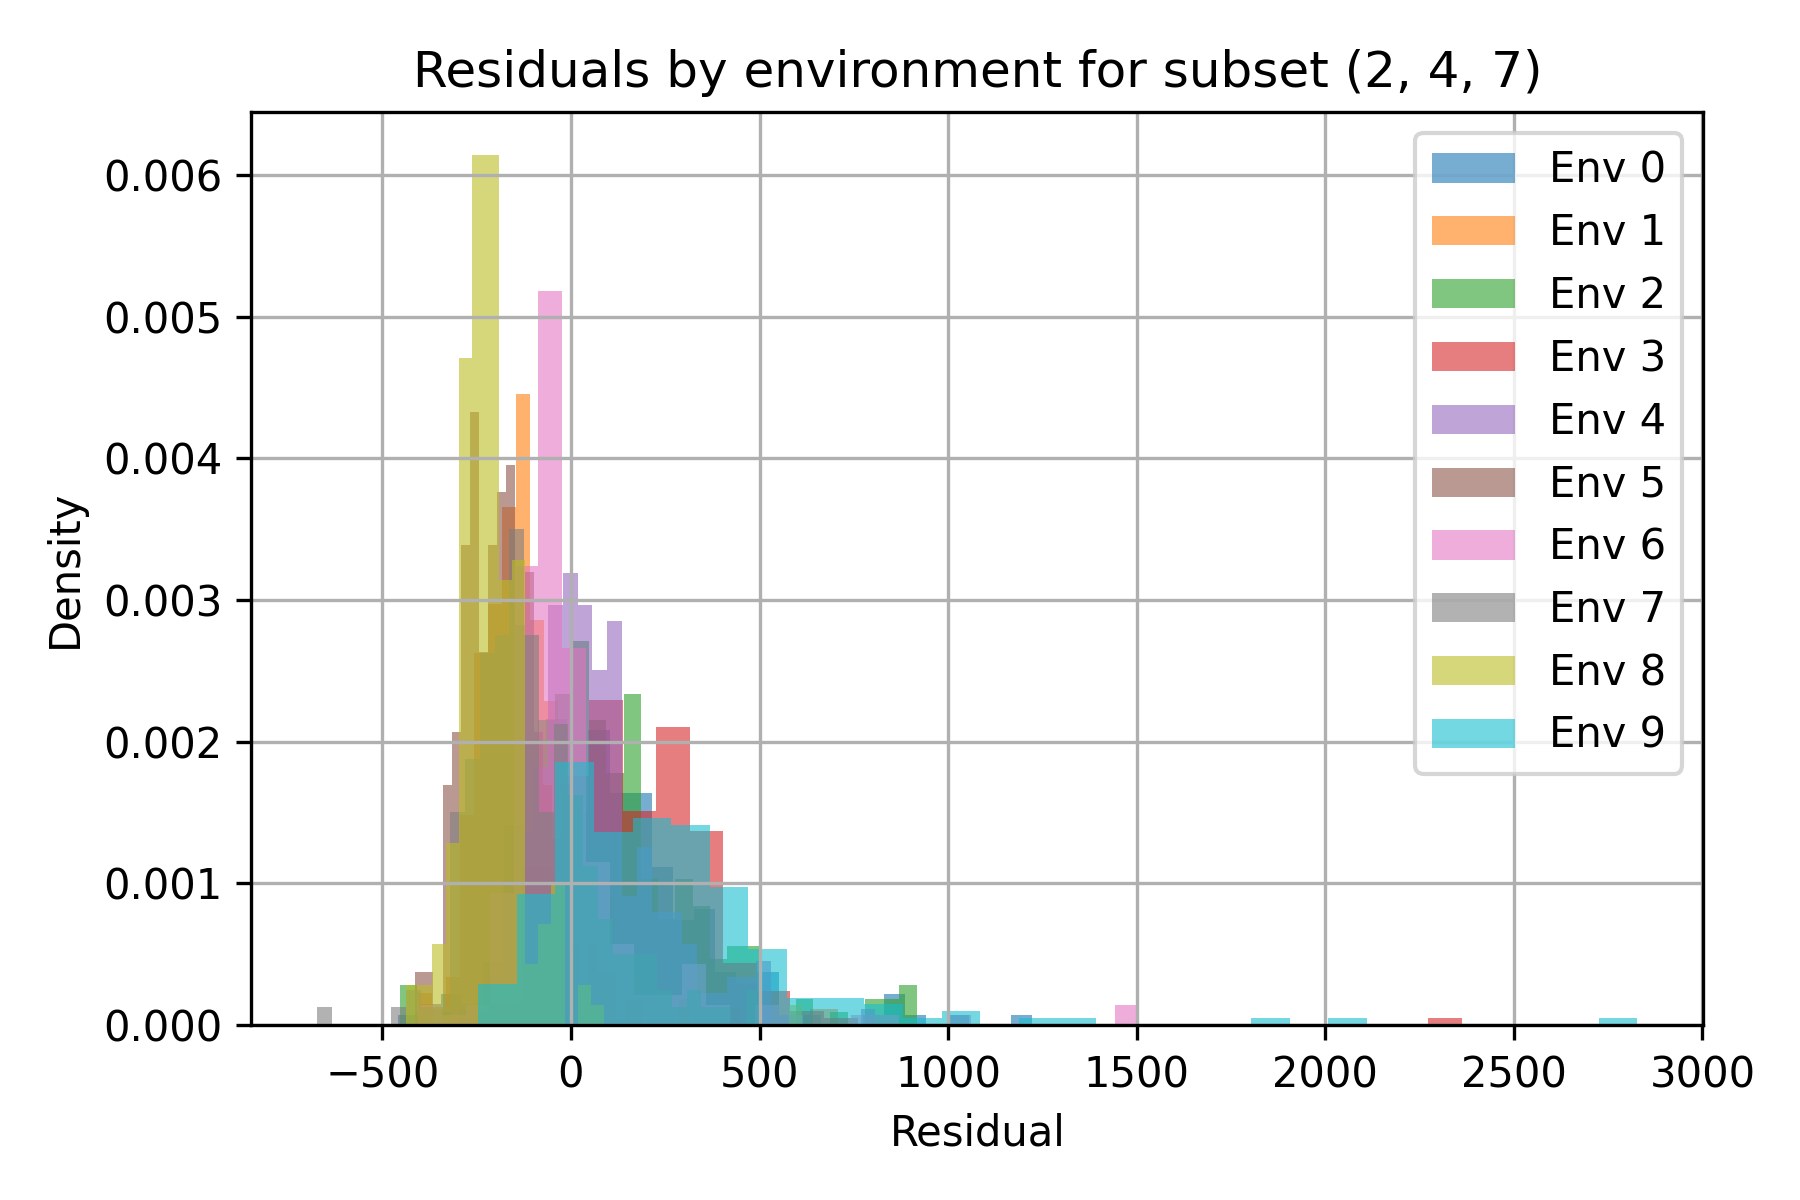 Residuals by environment for subset (2, 4, 7)
0.006
0.005
0.004
0.003
0.002
0.001
0.000
Density
−500
0
500
1000
1500
2000
2500
3000
Residual
Env 0
Env 1
Env 2
Env 3
Env 4
Env 5
Env 6
Env 7
Env 8
Env 9